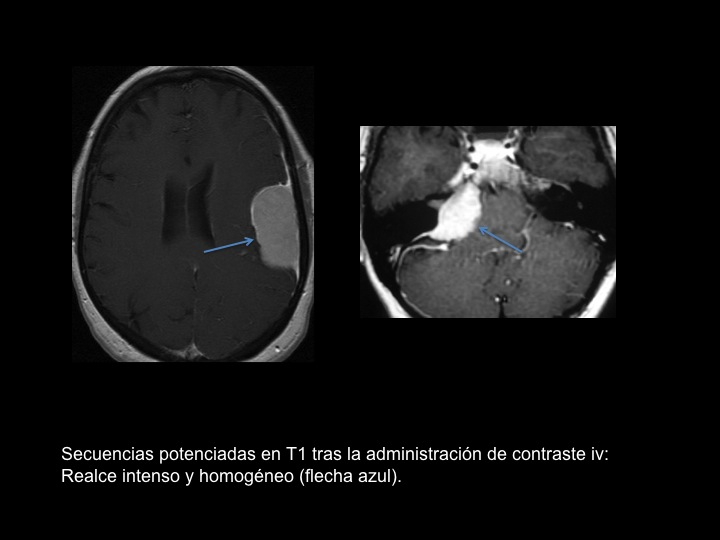 Secuencias potenciadas en T1 tras la administración de contraste iv:
Realce intenso y homogéneo (flecha azul).